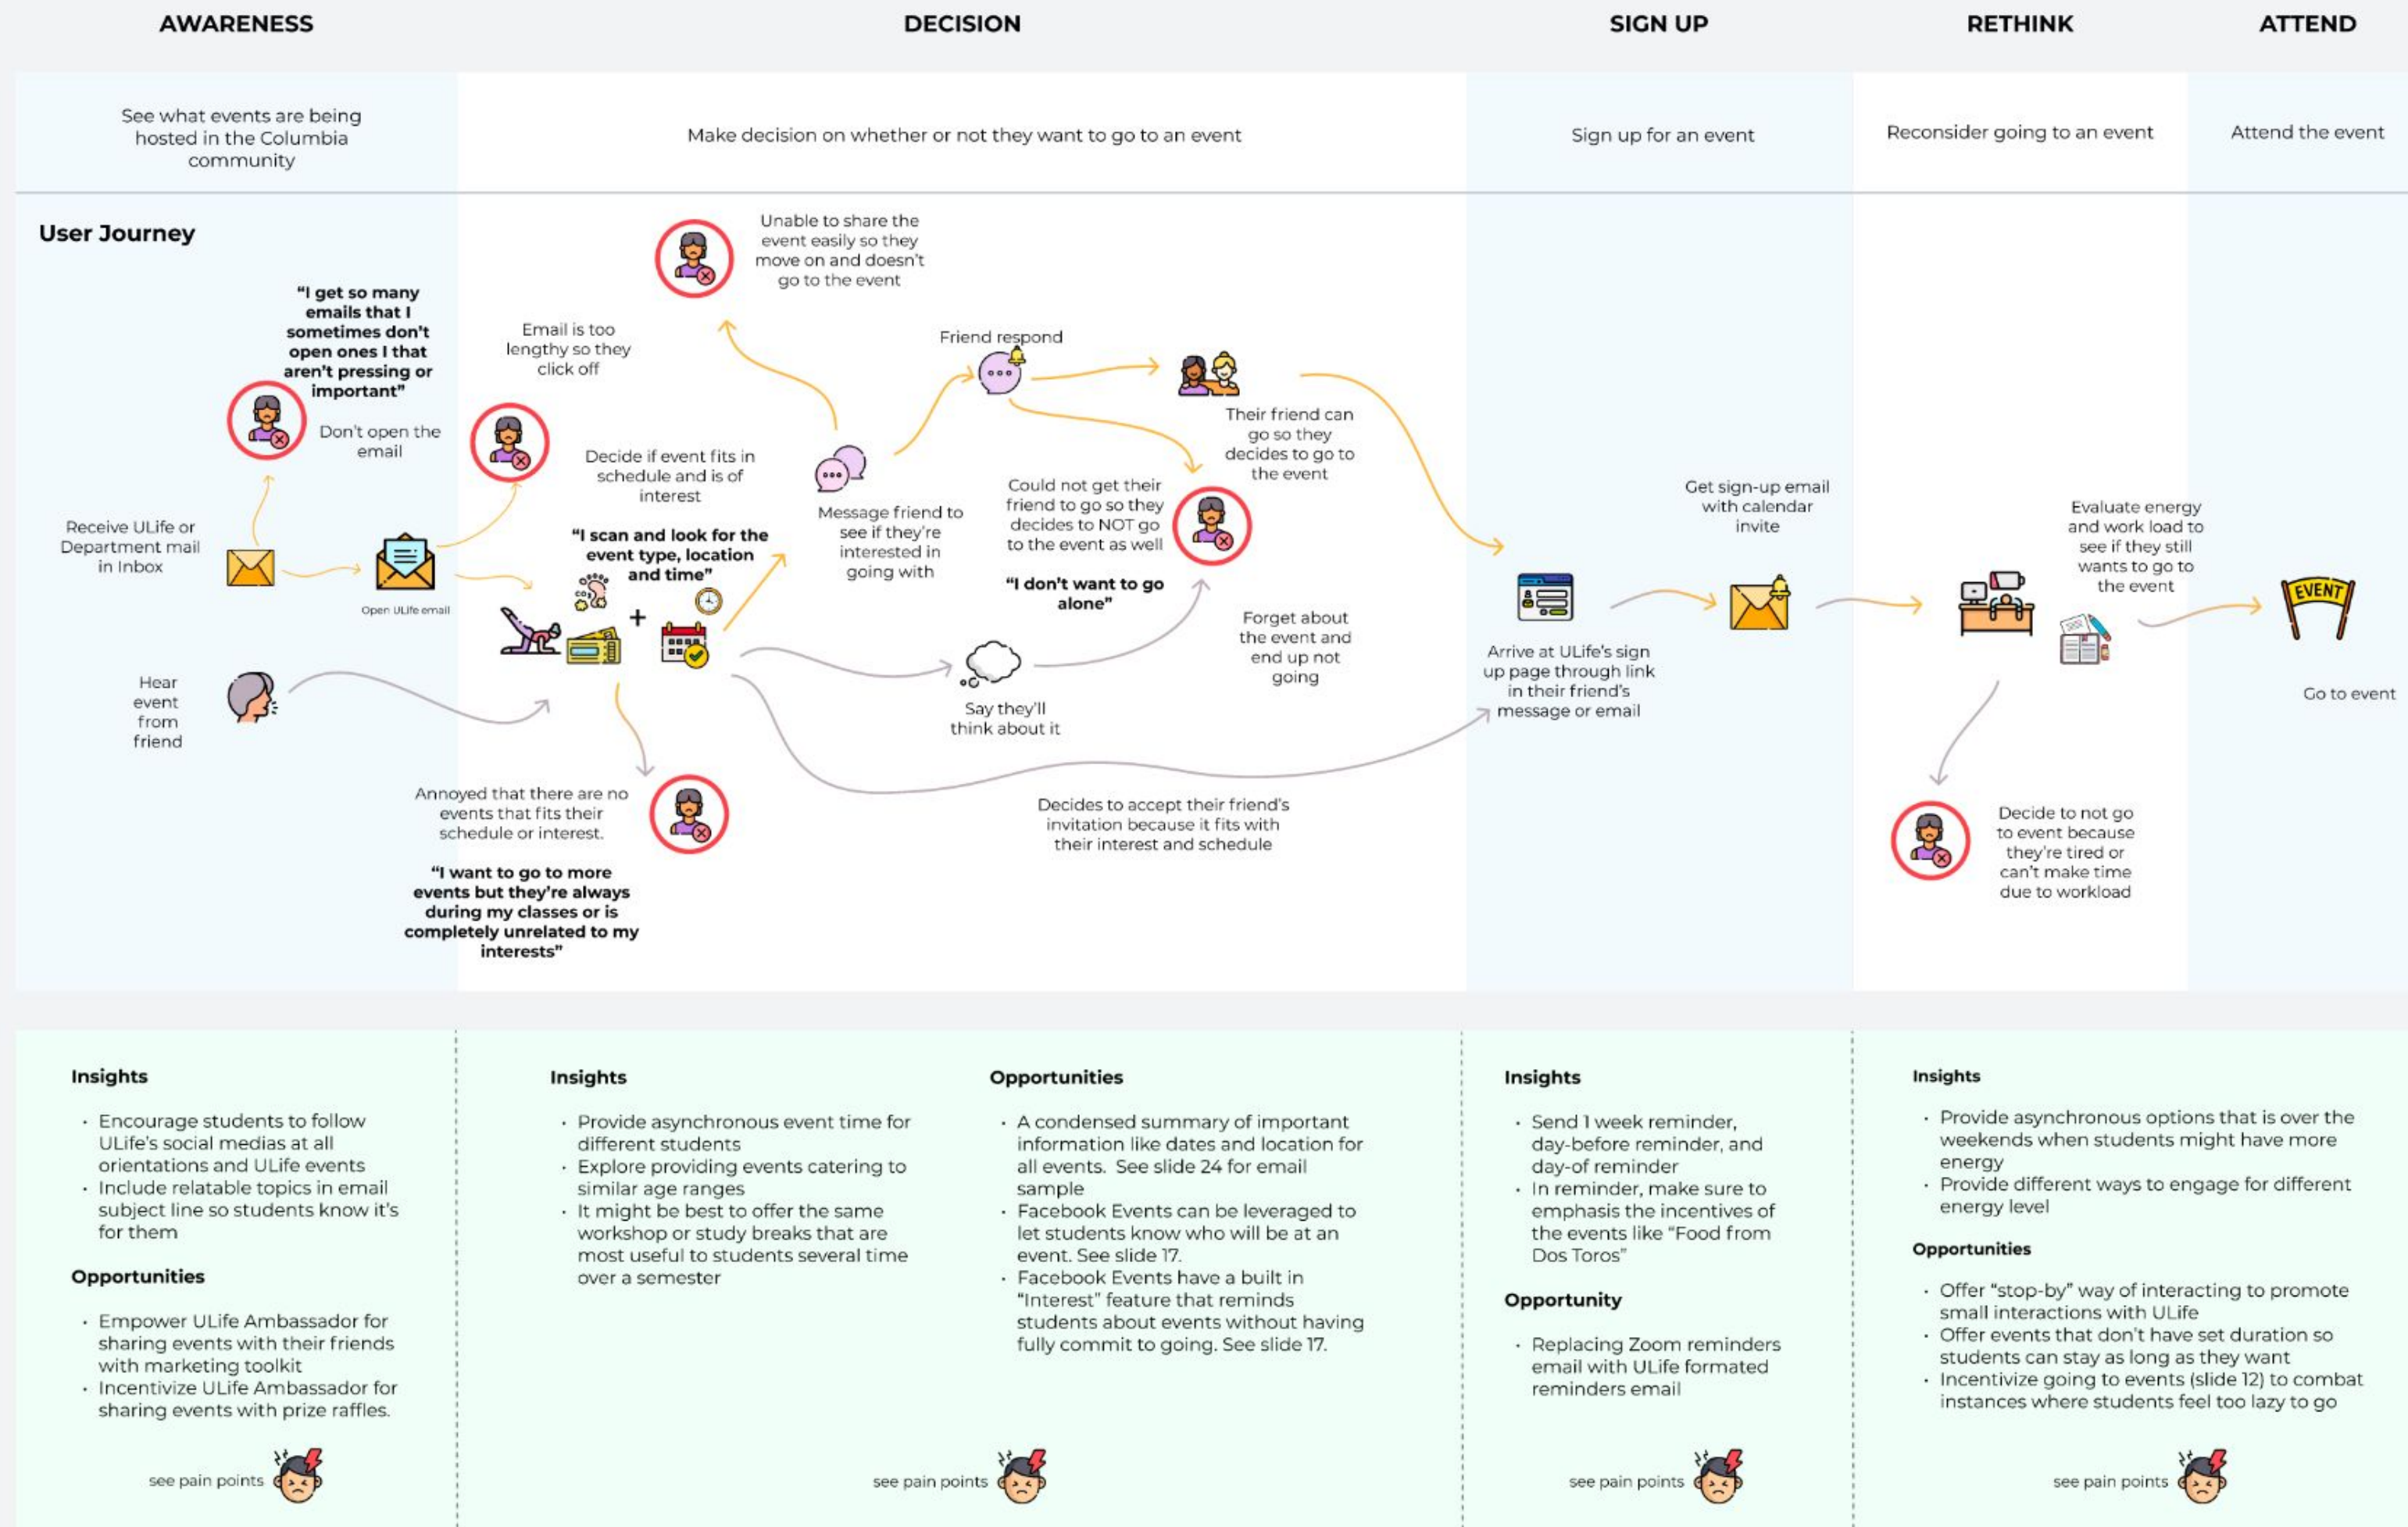 AWARENESS
DECISION
SIGN UP
RETHINK
ATTEND
See what events are being
hosted in the Columbia
community
Make decision on whether or not they want to go to an event
Sign up for an event
Reconsider going to an event
Attend the event
User Journey
“I get so many
emails that I
sometimes don’t
open ones I that
aren’t pressing or
important”
Don’t open the
email
Receive ULife or
Department mail
in Inbox
Open ULife email
Hear
event
from
friend
Email is too
lengthy so they
click off
Unable to share the
event easily so they
move on and doesn’t
go to the event
Decide if event fits in
schedule and is of
interest
“I scan and look for the
event type, location
and time”
CO₂
+
Annoyed that there are no
events that fits their
schedule or interest.
“I want to go to more
events but they’re always
during my classes or is
completely unrelated to my
interests”
Message friend to
see if they’re
interested in
going with
Friend respond
Their friend can
go so they
decides to go to
the event
Could not get their
friend to go so they
decides to NOT go
to the event as well
“I don’t want to go
alone”
Forget about
the event and
end up not
going
Say they’ll
think about it
Decides to accept their friend’s
invitation because it fits with
their interest and schedule
Arrive at ULife’s sign
up page through link
in their friend’s
message or email
Get sign-up email
with calendar
invite
Evaluate energy
and work load to
see if they still
wants to go to
the event
Decide to not go
to event because
they’re tired or
can’t make time
due to workload
EVENT
Go to event
Insights
· Encourage students to follow
ULife’s social medias at all
orientations and ULife events
· Include relatable topics in email
subject line so students know it’s
for them
Opportunities
· Empower ULife Ambassador for
sharing events with their friends
with marketing toolkit
· Incentivize ULife Ambassador for
sharing events with prize raffles.
see pain points
Insights
· Provide asynchronous event time for
different students
· Explore providing events catering to
similar age ranges
· It might be best to offer the same
workshop or study breaks that are
most useful to students several time
over a semester
Opportunities
· A condensed summary of important
information like dates and location for
all events. See slide 24 for email
sample
· Facebook Events can be leveraged to
let students know who will be at an
event. See slide 17.
· Facebook Events have a built in
“Interest” feature that reminds
students about events without having
fully commit to going. See slide 17.
see pain points
Insights
· Send 1 week reminder,
day-before reminder, and
day-of reminder
· In reminder, make sure to
emphasis the incentives of
the events like “Food from
Dos Toros”
Opportunity
· Replacing Zoom reminders
email with ULife formated
reminders email
see pain points
Insights
· Provide asynchronous options that is over the
weekends when students might have more
energy
· Provide different ways to engage for different
energy level
Opportunities
· Offer “stop-by” way of interacting to promote
small interactions with ULife
· Offer events that don’t have set duration so
students can stay as long as they want
· Incentivize going to events (slide 12) to combat
instances where students feel too lazy to go
see pain points